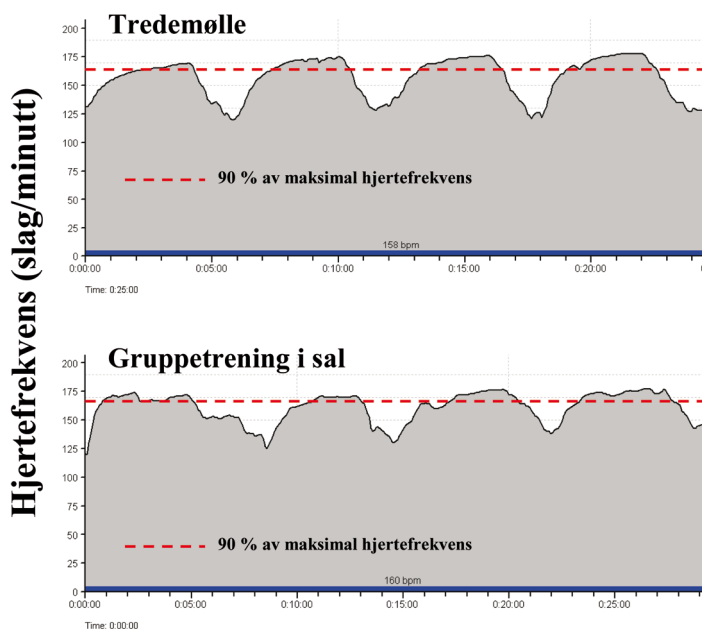 Hjertefrekvens (slag/minutt)
Tredemølle
200
175
150
125
100
75
50
25
0
90 % av maksimal hjertefrekvens
158 bpm
0:00:00 0:05:00 0:10:00 0:15:00 0:20:00
Time: 0:25:00
Gruppetrening i sal
200
175
150
125
100
75
50
25
0
90 % av maksimal hjertefrekvens
160 bpm
0:00:00 0:05:00 0:10:00 0:15:00 0:20:00 0:25:00
Time: 0:00:00